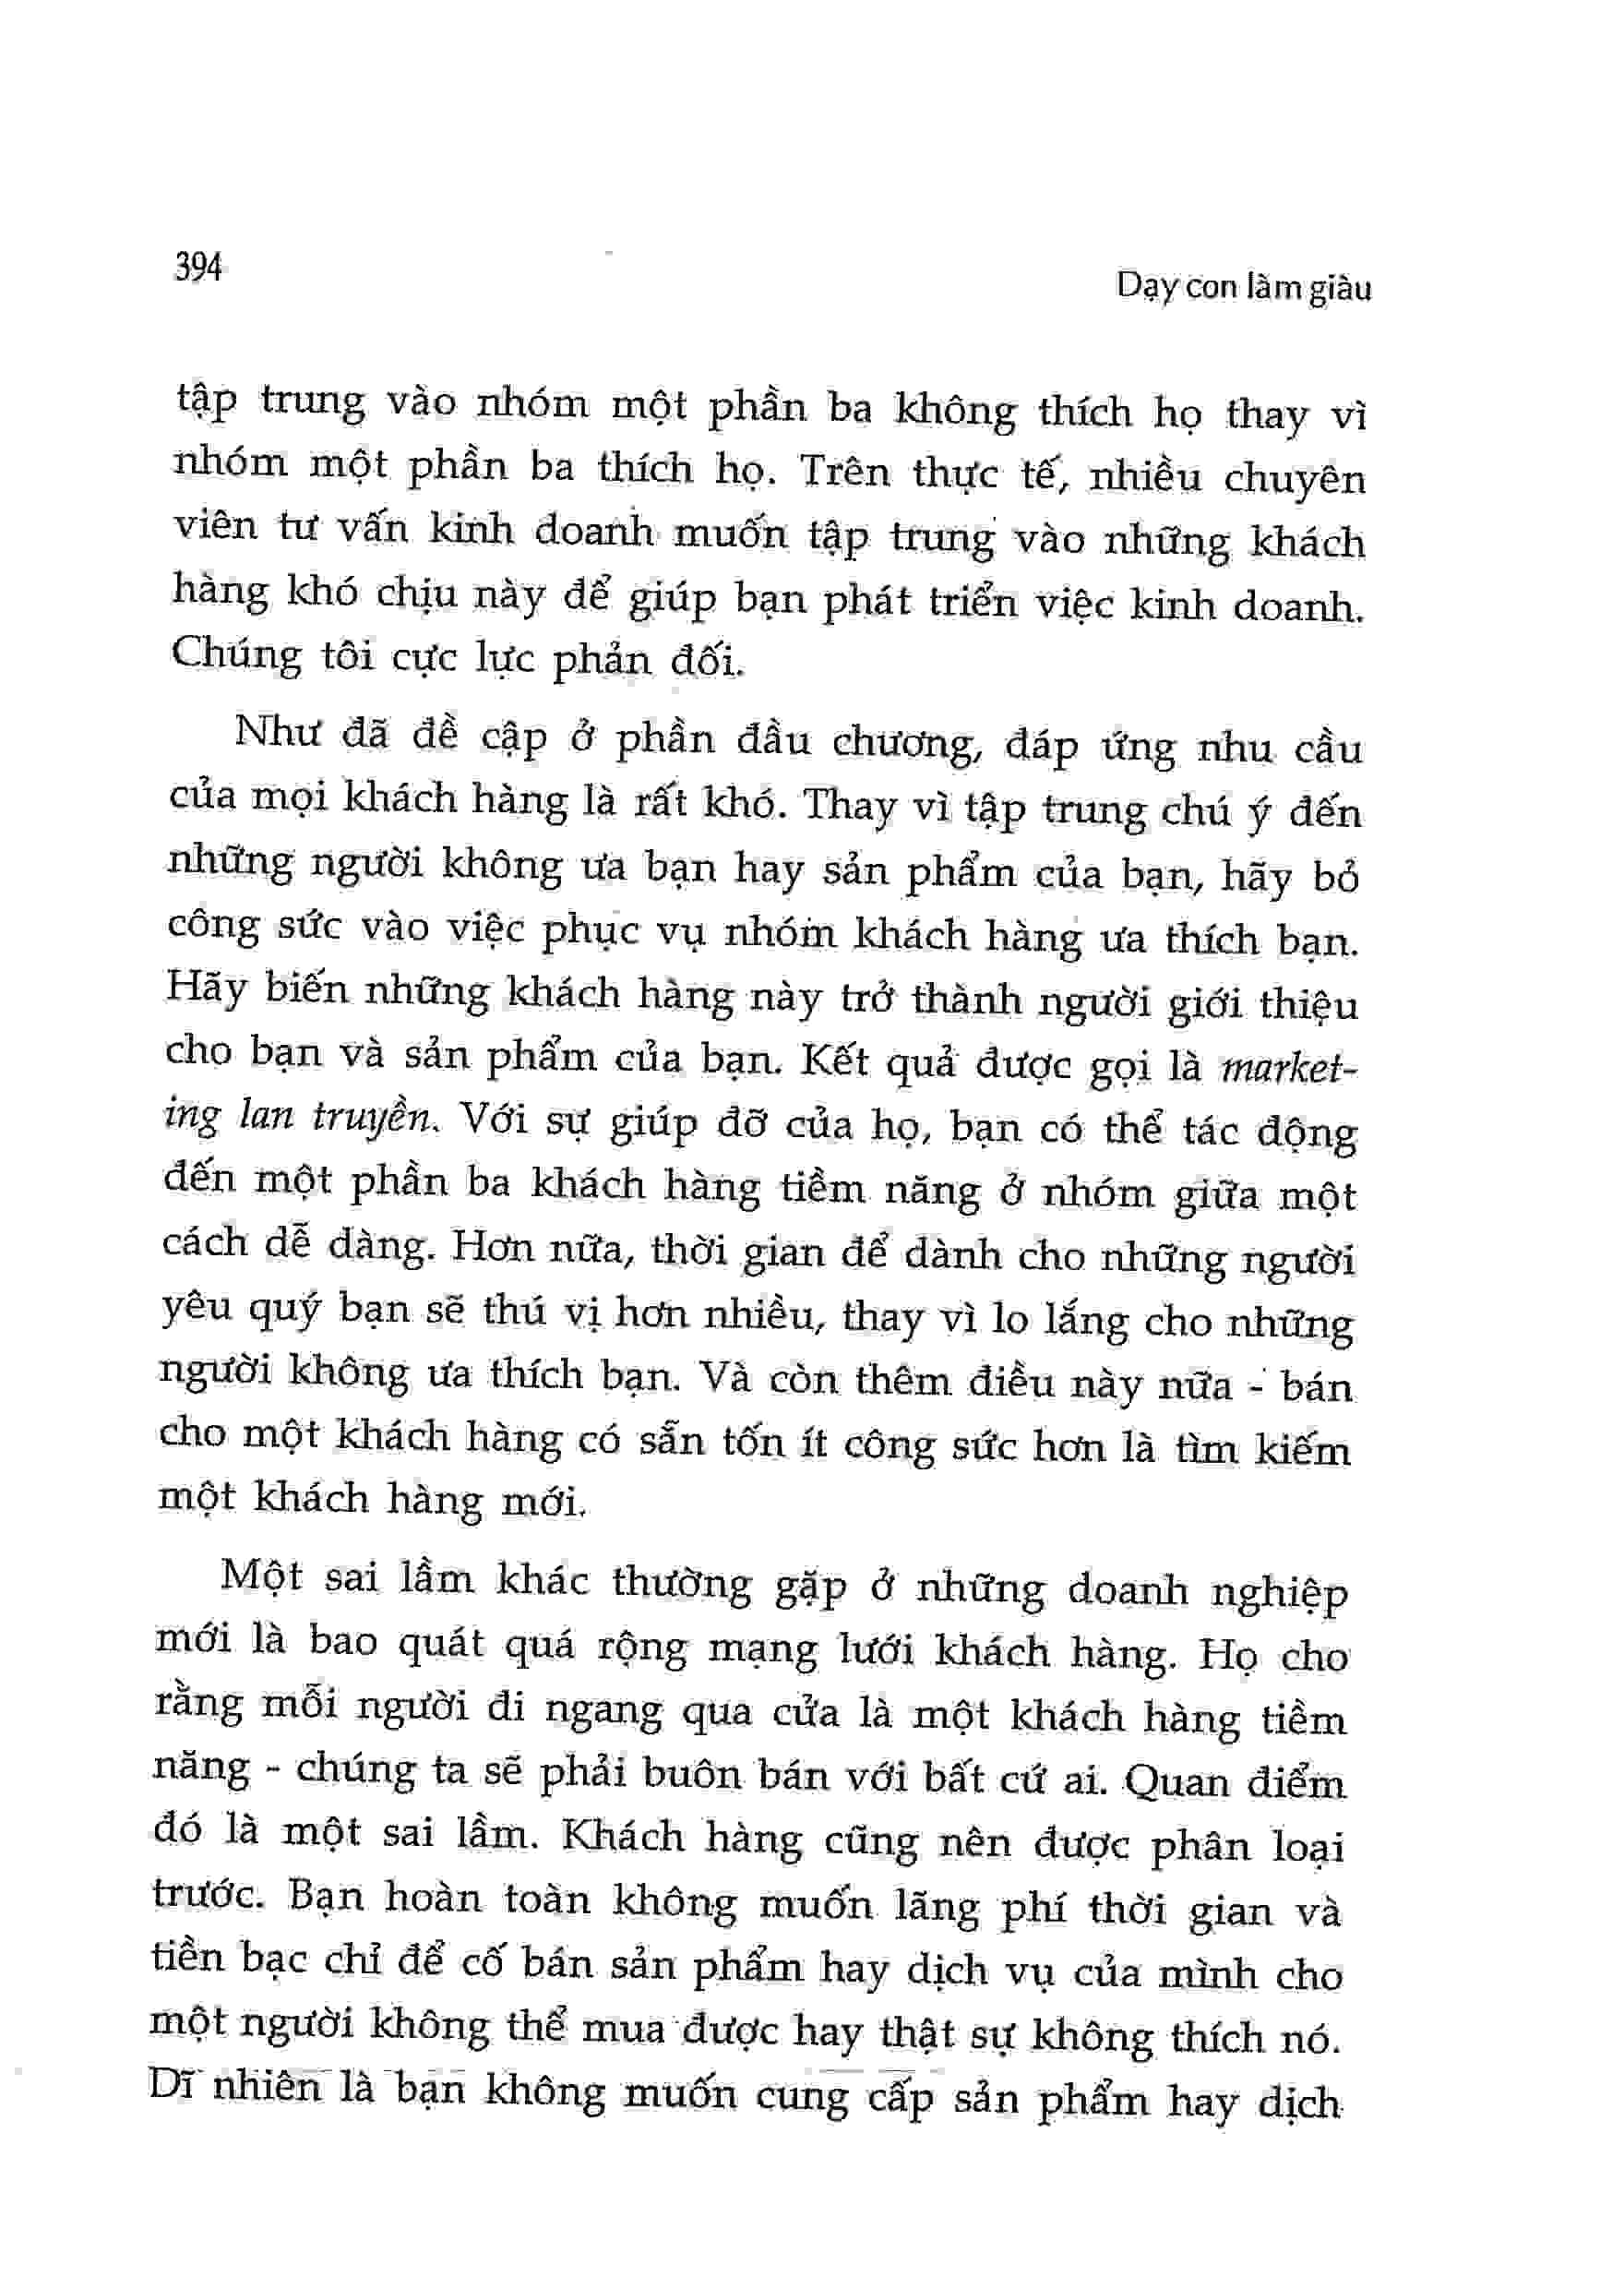 394
Dạy con làm giàu
tập trung vào nhóm một phần ba không thích họ thay vì
nhóm một phần ba thích họ. Trên thực tế, nhiều chuyên
viên tư vấn kinh doanh muốn tập trung vào những khách
hàng khó chịu này để giúp bạn phát triển việc kinh doanh.
Chúng tôi cực lực phản đối.
Như đã đề cập ở phần đầu chương, đáp ứng nhu cầu
của mọi khách hàng là rất khó. Thay vì tập trung chú ý đến
những người không ưa bạn hay sản phẩm của bạn, hãy bỏ
công sức vào việc phục vụ nhóm khách hàng ưa thích bạn.
Hãy biến những khách hàng này trở thành người giới thiệu
cho bạn và sản phẩm của bạn. Kết quả được gọi là market-
ing lan truyền. Với sự giúp đỡ của họ, bạn có thể tác động
đến một phần ba khách hàng tiềm năng ở nhóm giữa một
cách dễ dàng. Hơn nữa, thời gian để dành cho những người
yêu quý bạn sẽ thú vị hơn nhiều, thay vì lo lắng cho những
người không ưa thích bạn. Và còn thêm điều này nữa - bán
cho một khách hàng có sẵn tốn ít công sức hơn là tìm kiếm
một khách hàng mới.
Một sai lầm khác thường gặp ở những doanh nghiệp
mới là bao quát quá rộng mạng lưới khách hàng. Họ cho
rằng mỗi người đi ngang qua cửa là một khách hàng tiềm
năng - chúng ta sẽ phải buôn bán với bất cứ ai. Quan điểm
đó là một sai lầm. Khách hàng cũng nên được phân loại
trước. Bạn hoàn toàn không muốn lãng phí thời gian và
tiền bạc chỉ để cố bán sản phẩm hay dịch vụ của mình cho
một người không thể mua được hay thật sự không thích nó.
Dĩ nhiên là bạn không muốn cung cấp sản phẩm hay dịch